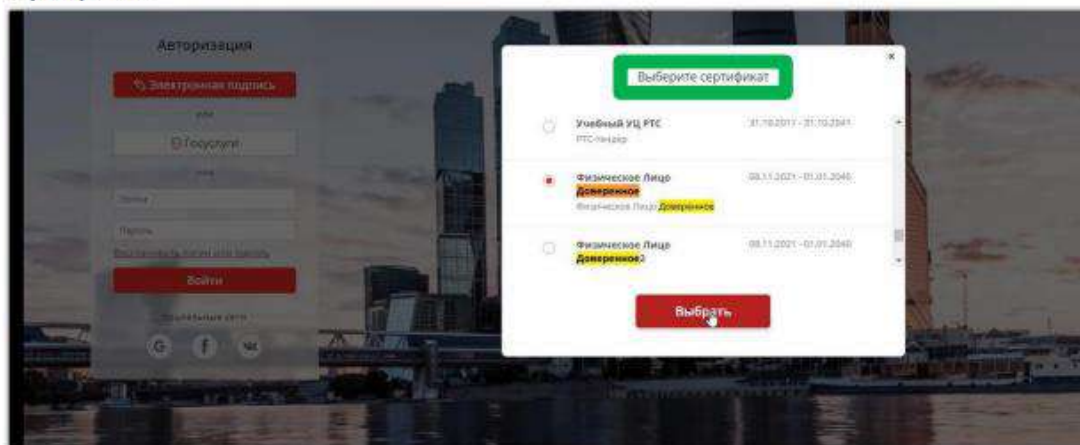 Авторизация
Электронная подпись
или
Госуслуги
или
Логин
Пароль
Восстановить логин или пароль
Войти
Социальные сети
Выберите сертификат
Учебный УЦ РТС
31.10.2011 - 31.10.2041
РТС-тендер
Физическое Лицо
08.11.2021 - 01.01.2040
Доверенное
Физическое Лицо Доверенное
Физическое Лицо
08.11.2021 - 01.01.2040
Доверенное2
Выбрать